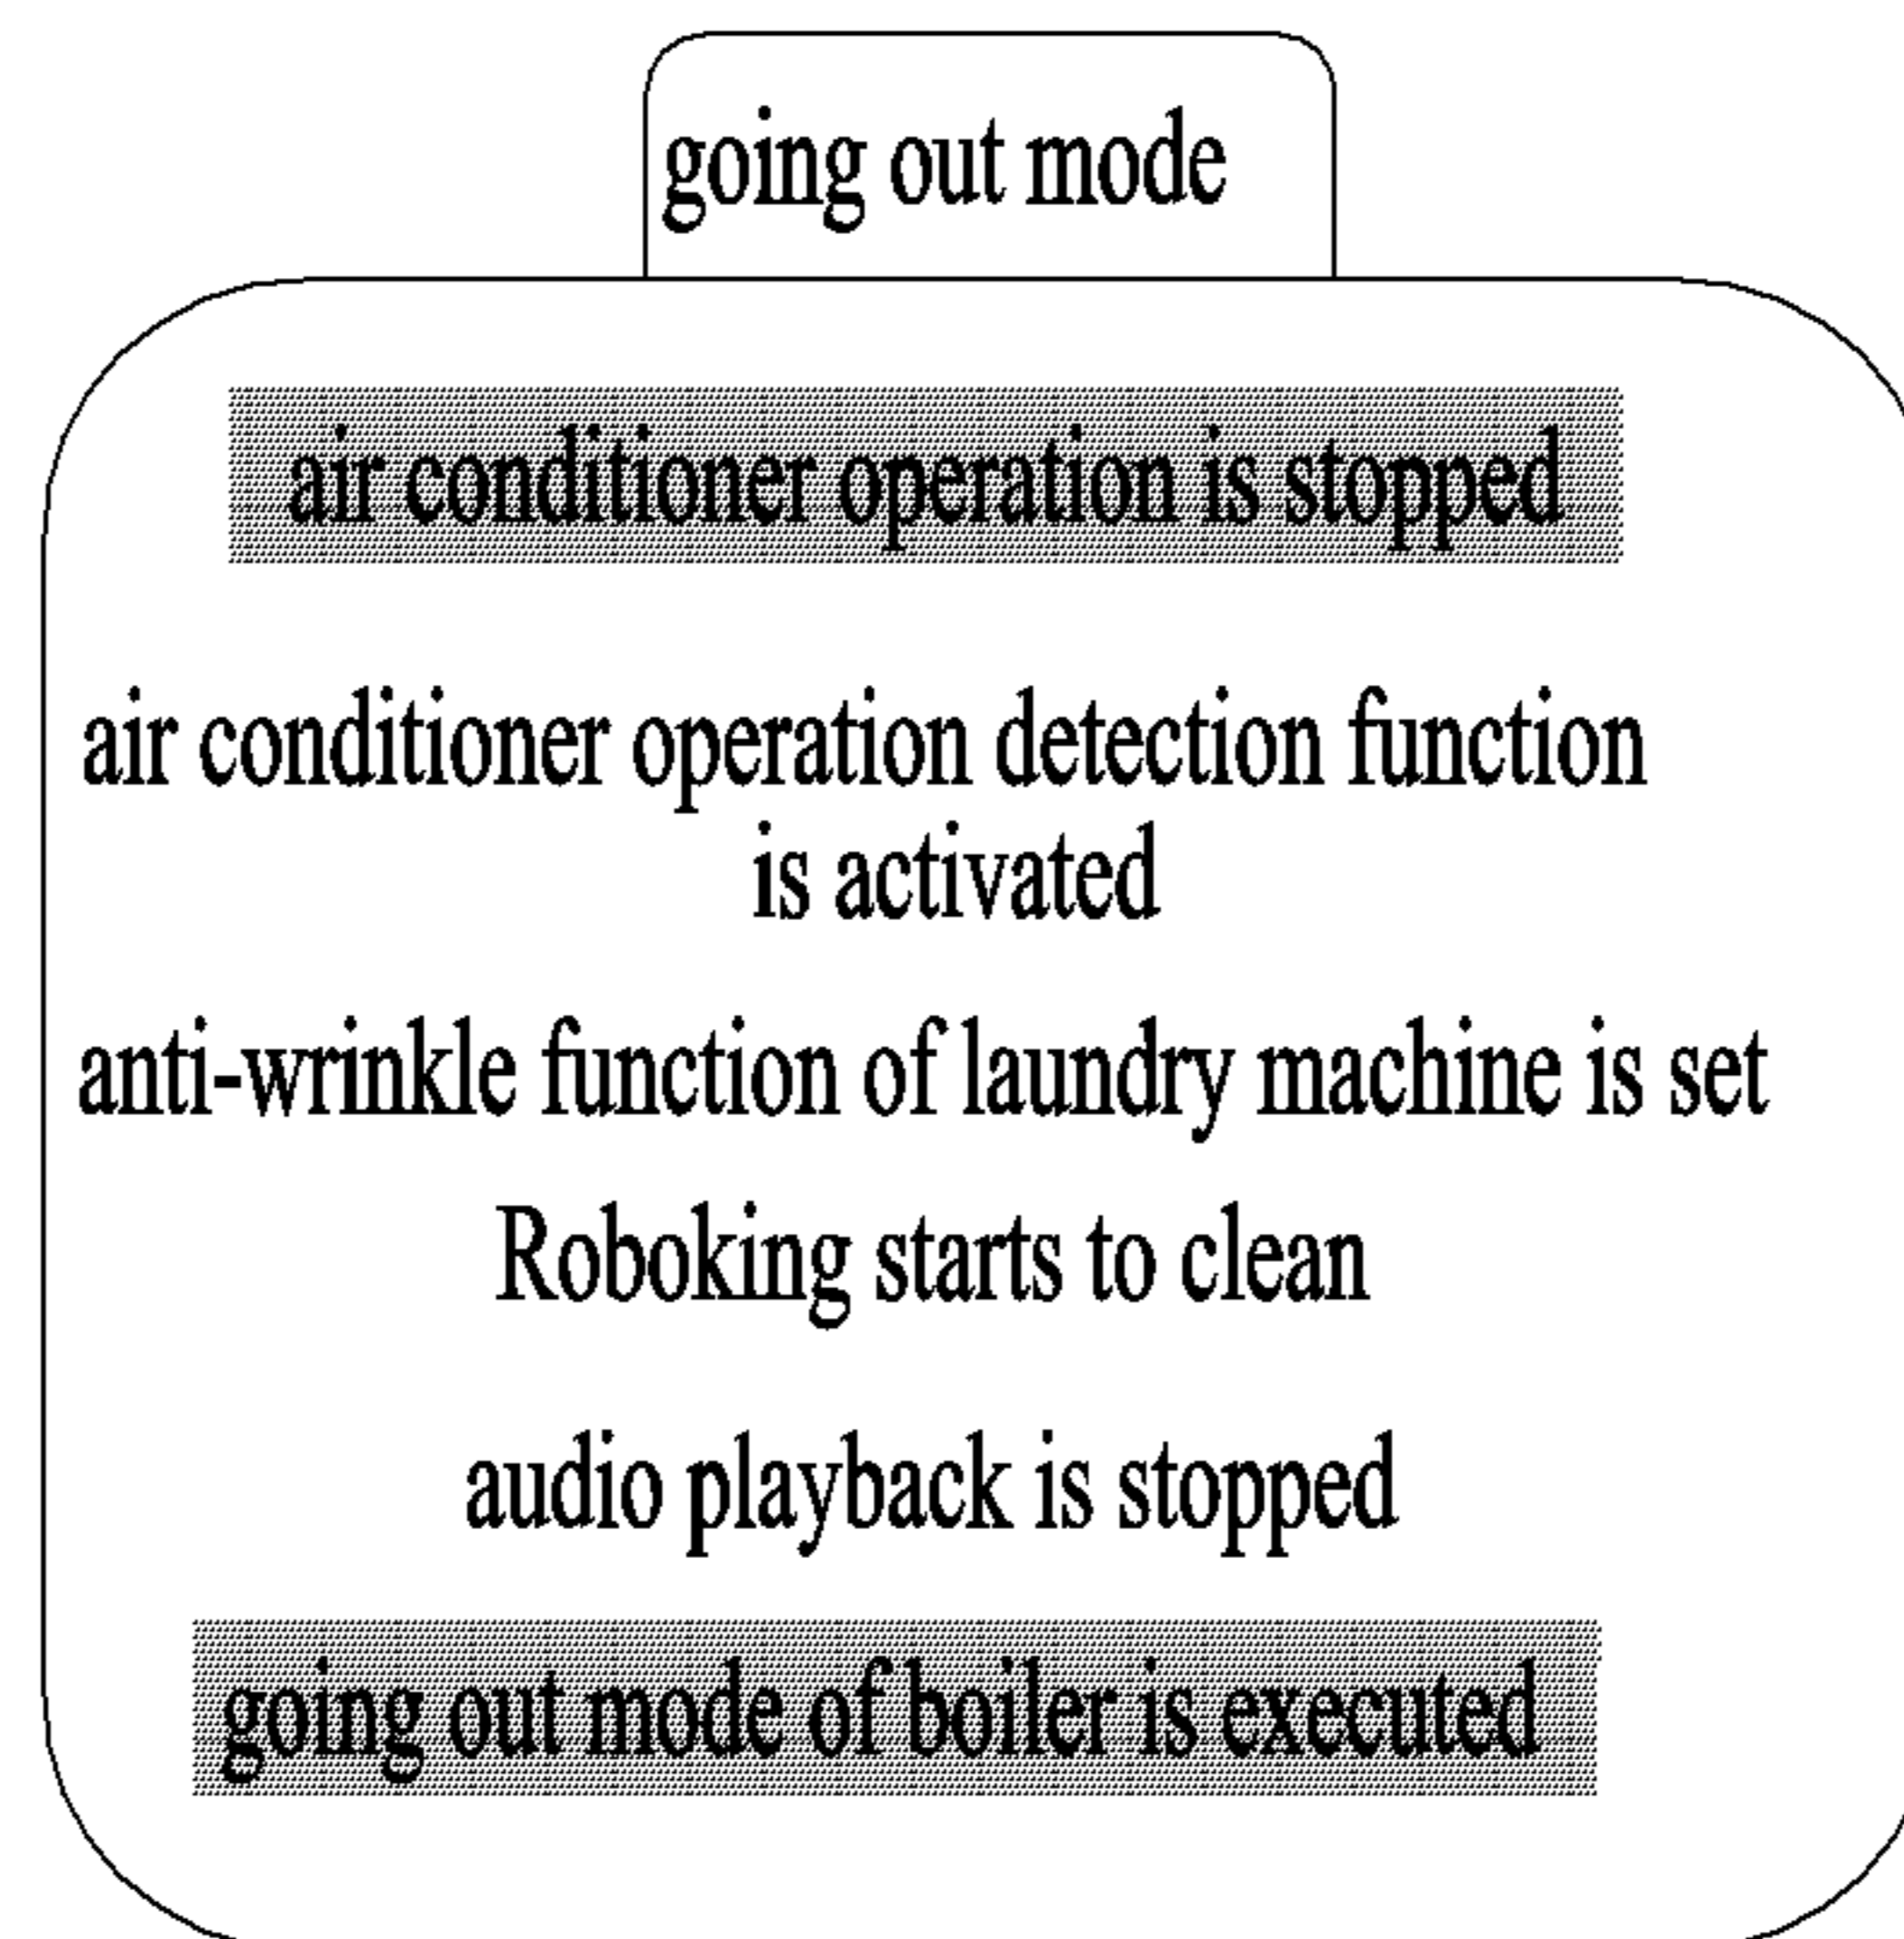 going out mode
air conditioner operation is stopped
air conditioner operation detection function
is activated
anti-wrinkle function of laundry machine is set
Roboking starts to clean
audio playback is stopped
going out mode of boiler is executed